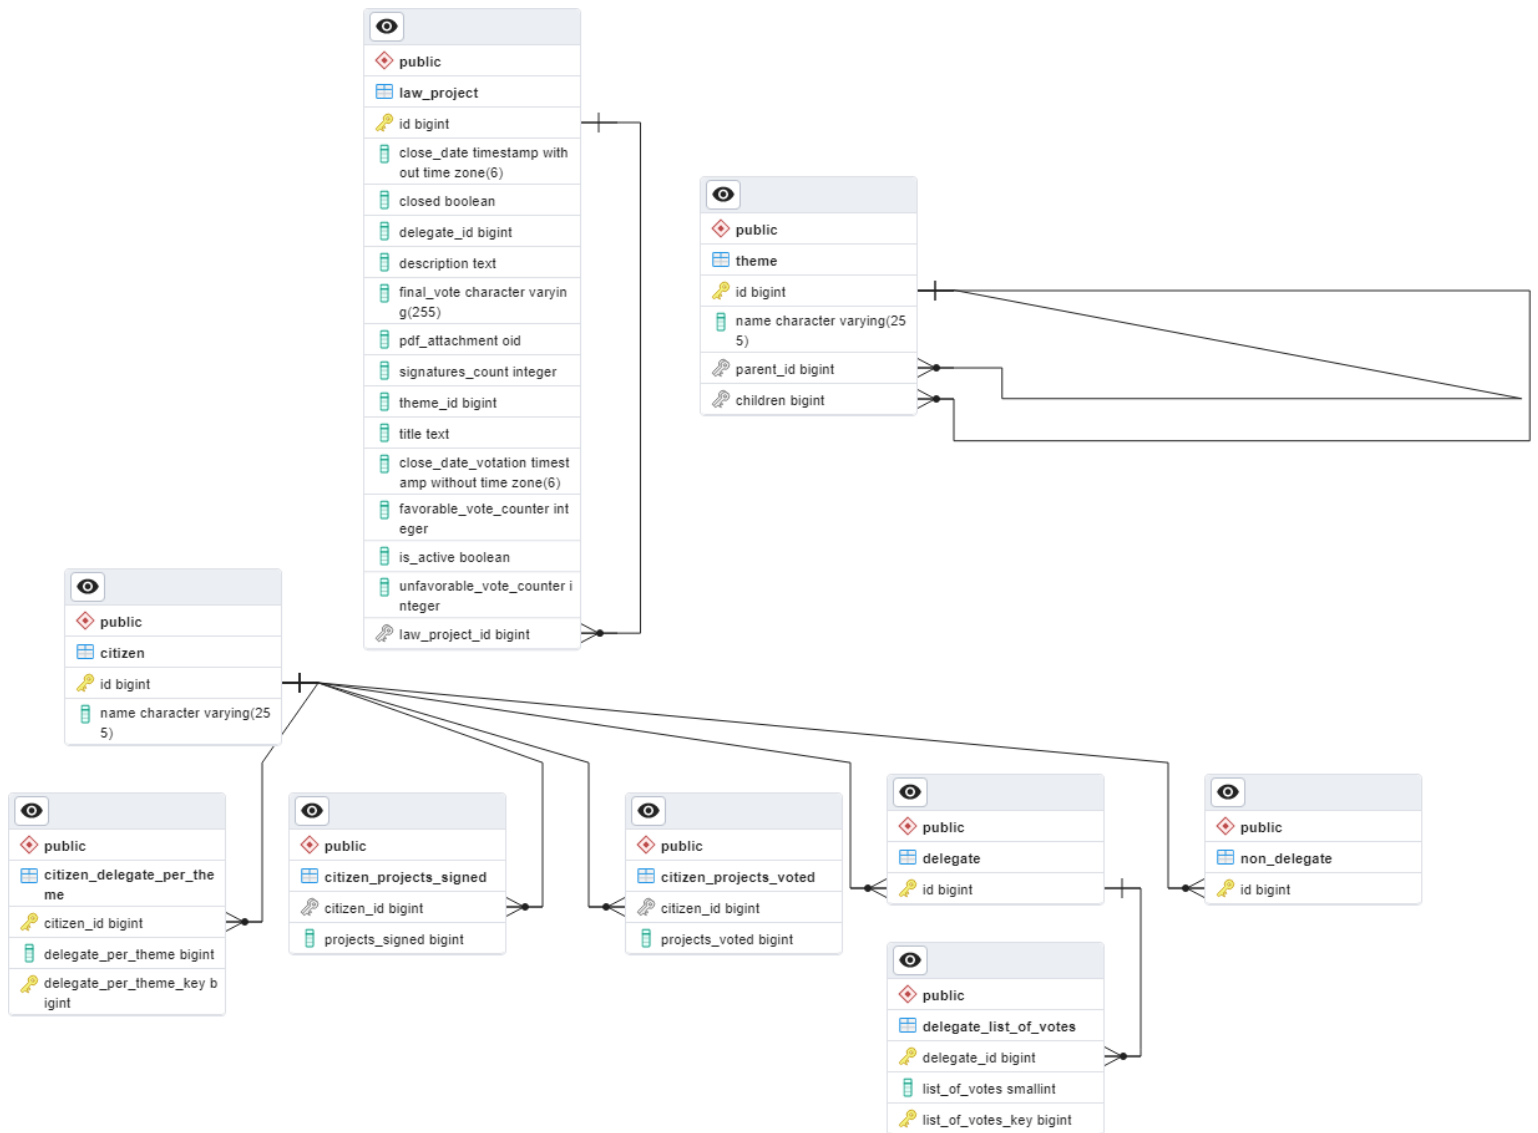 public
law_project
id bigint
close_date timestamp with
out time zone(6)
closed boolean
delegate_id bigint
description text
final_vote character varyin
g(255)
pdf_attachment oid
signatures_count integer
theme_id bigint
title text
close_date_votation timest
amp without time zone(6)
favorable_vote_counter int
eger
is_active boolean
unfavorable_vote_counter i
nteger
law_project_id bigint
public
theme
id bigint
name character varying(25
5)
parent_id bigint
children bigint
public
citizen
id bigint
name character varying(25
5)
public
citizen_delegate_per_the
me
citizen_id bigint
delegate_per_theme bigint
delegate_per_theme_key b
igint
public
citizen_projects_signed
citizen_id bigint
projects_signed bigint
public
citizen_projects_voted
citizen_id bigint
projects_voted bigint
public
delegate
id bigint
public
non_delegate
id bigint
public
delegate_list_of_votes
delegate_id bigint
list_of_votes smallint
list_of_votes_key bigint